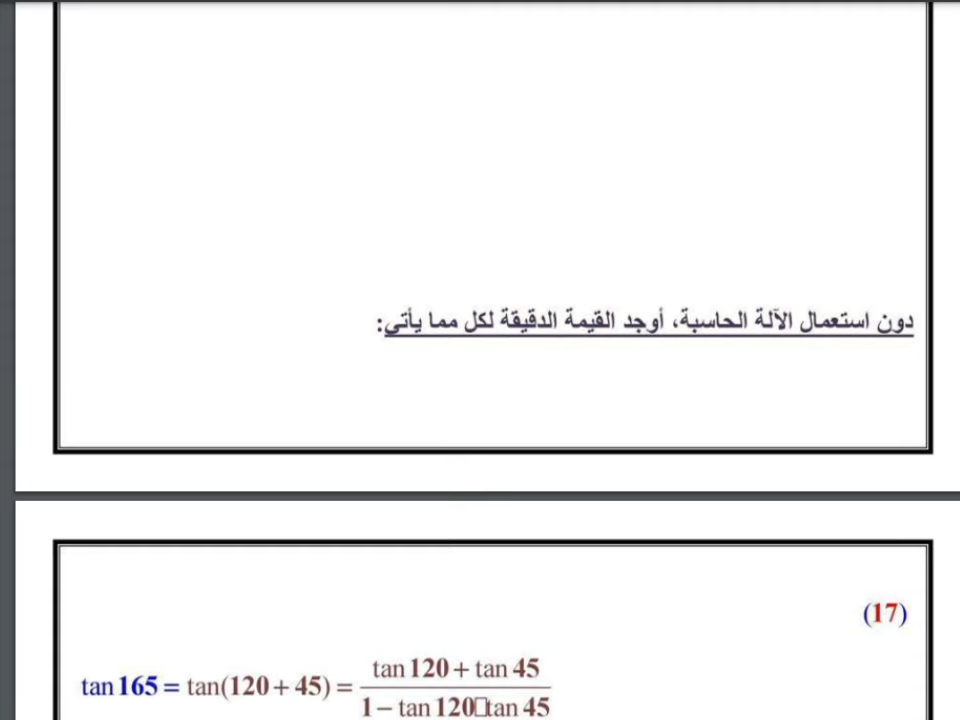 دون استعمال الآلة الحاسبة، أوجد القيمة الدقيقة لكل مما يأتي:
(17)
tan 165 = tan(120 + 45) = (tan 120 + tan 45) / (1 − tan 120□tan 45)